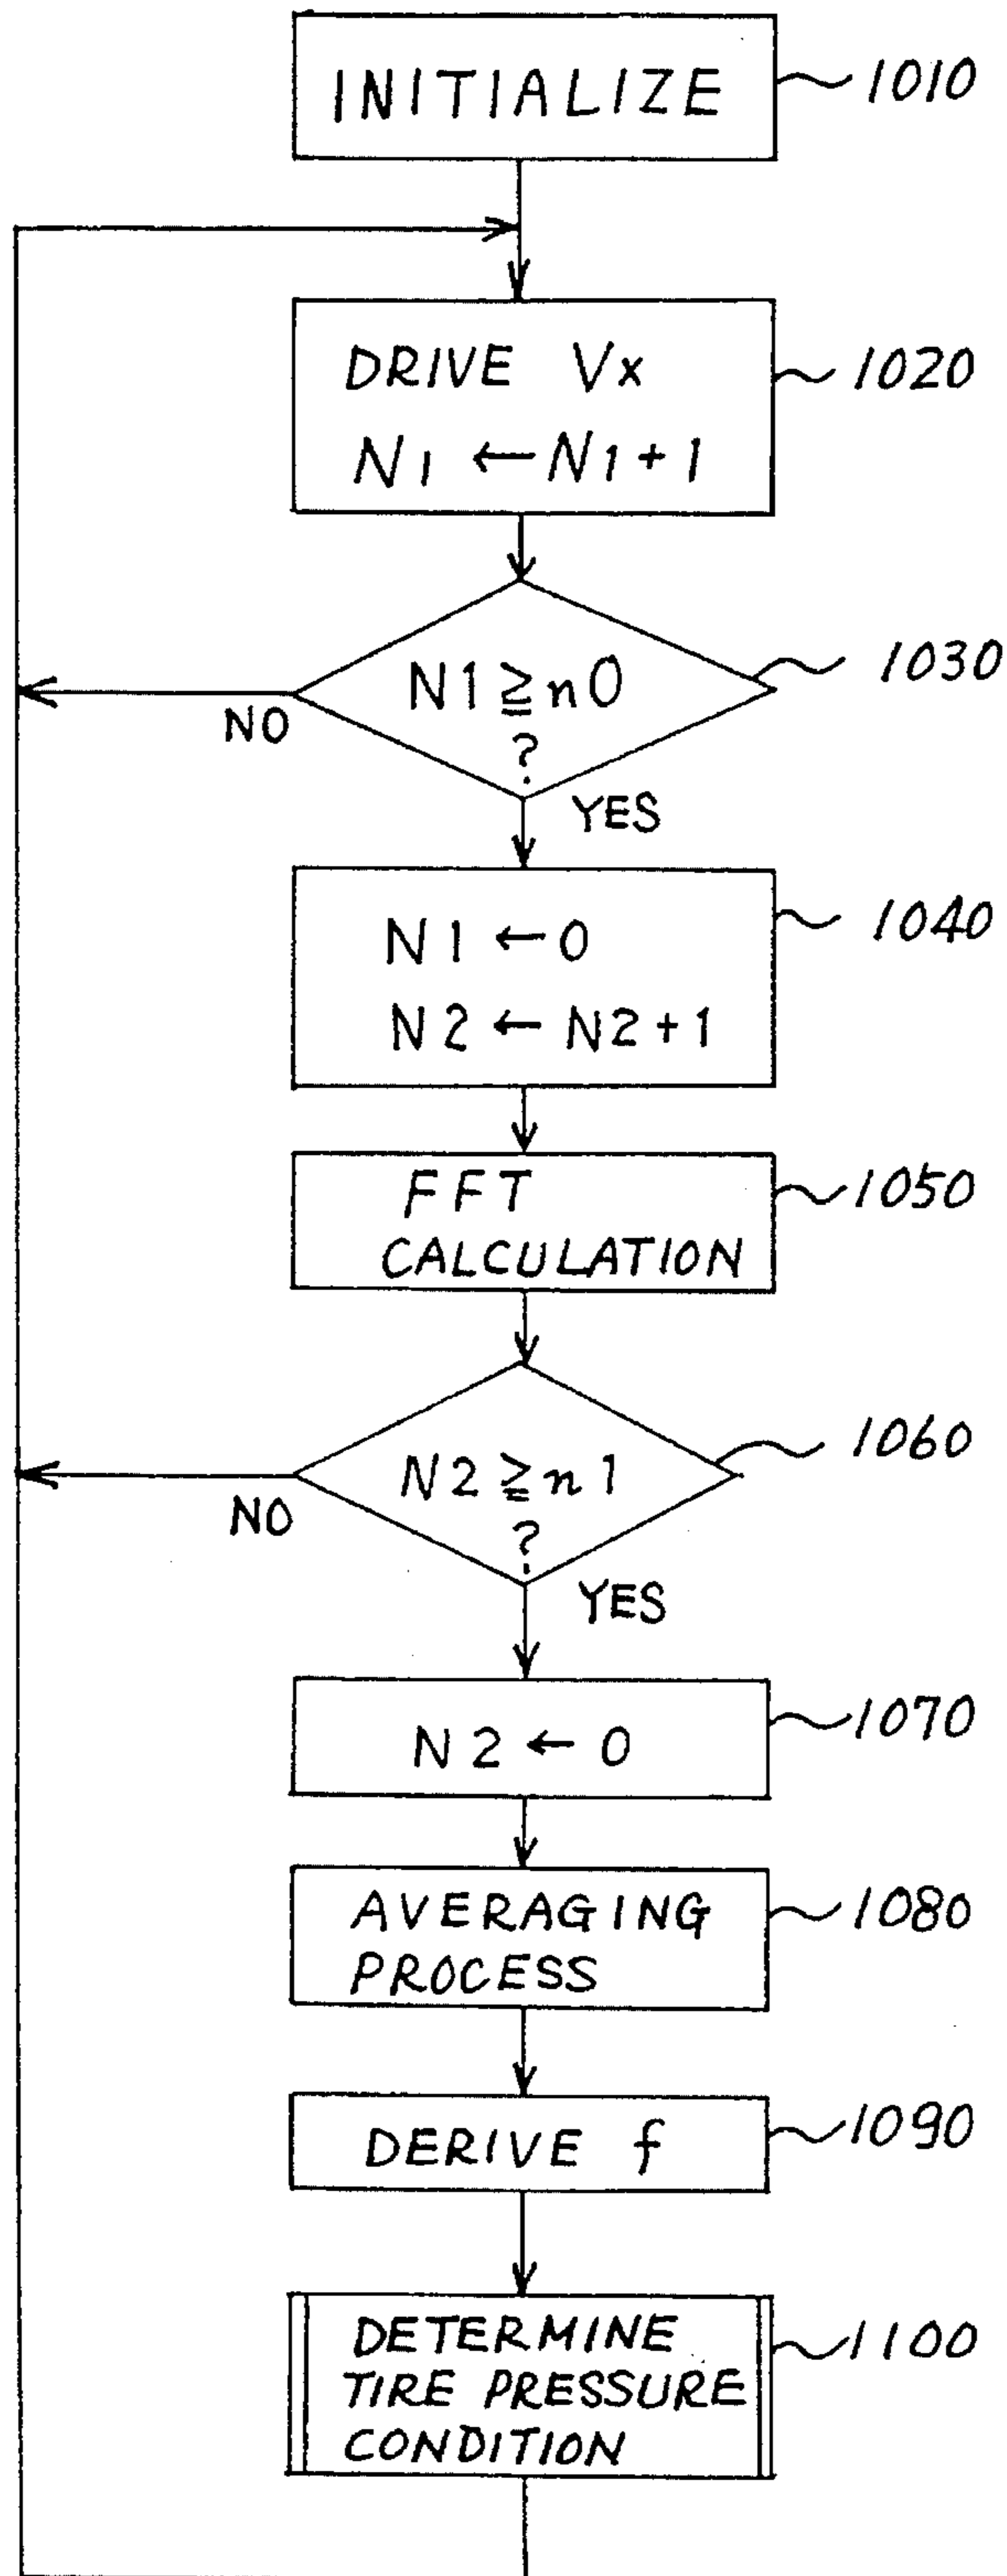 INITIALIZE
1010
DRIVE Vx
1020
N1 ← N1 + 1
N1 ≧ n0
?
1030
NO
YES
N1 ← 0
1040
N2 ← N2 + 1
FFT
1050
CALCULATION
N2 ≧ n1
?
1060
NO
YES
N2 ← 0
1070
AVERAGING
1080
PROCESS
DERIVE f
1090
DETERMINE
1100
TIRE PRESSURE
CONDITION